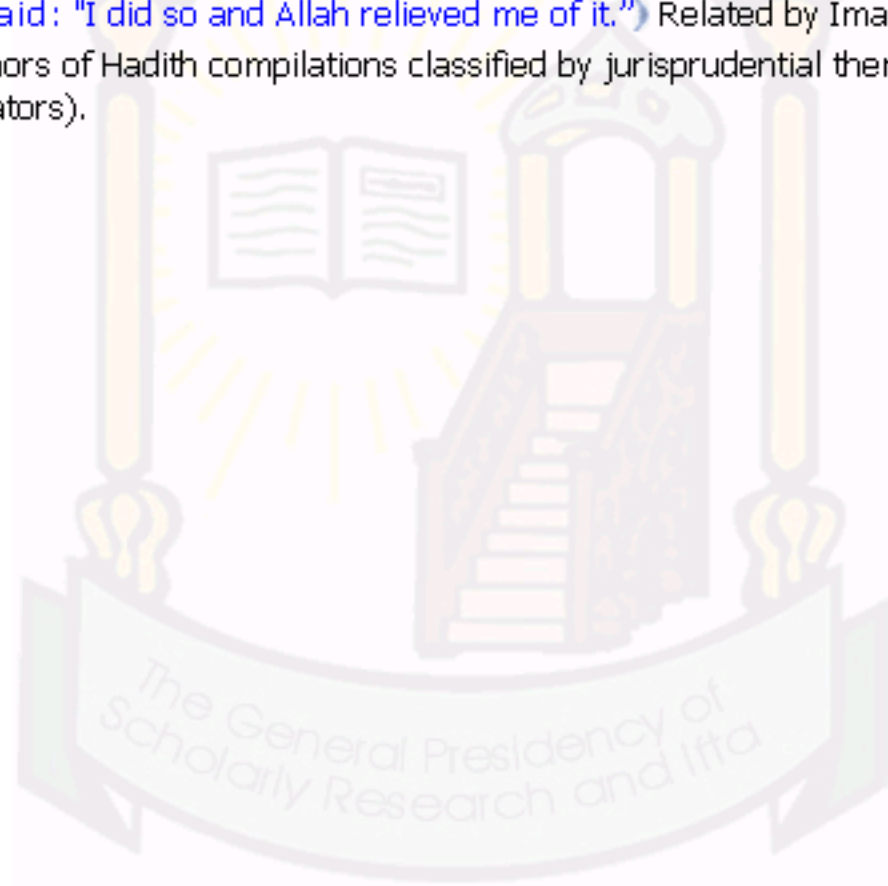 aid: "I did so and Allah relieved me of it.”) Related by Ima
ors of Hadith compilations classified by jurisprudential the
ators).
The General Presidency of
Scholarly Research and Ifta